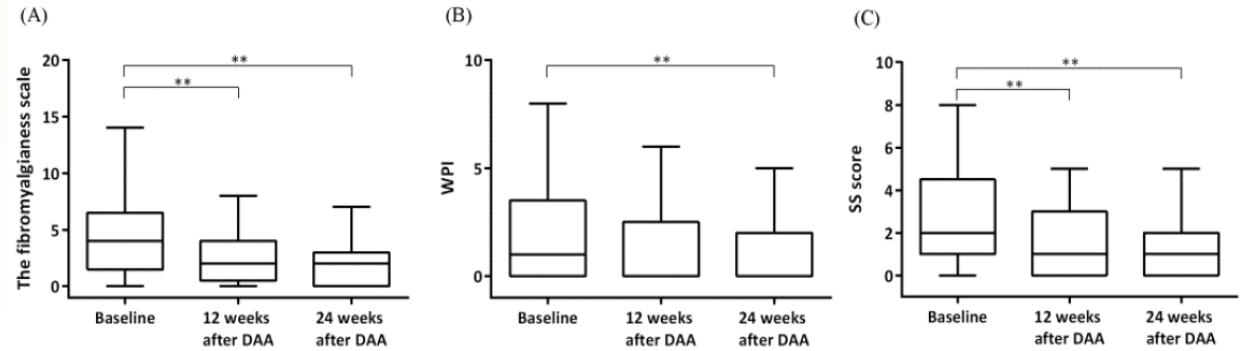 (A)
The fibromyalgianess scale
20
15
10
5
0
**
**
Baseline
12 weeks
after DAA
24 weeks
after DAA
(B)
WPI
10
5
0
**
Baseline
12 weeks
after DAA
24 weeks
after DAA
(C)
SS score
10
8
6
4
2
0
**
**
Baseline
12 weeks
after DAA
24 weeks
after DAA